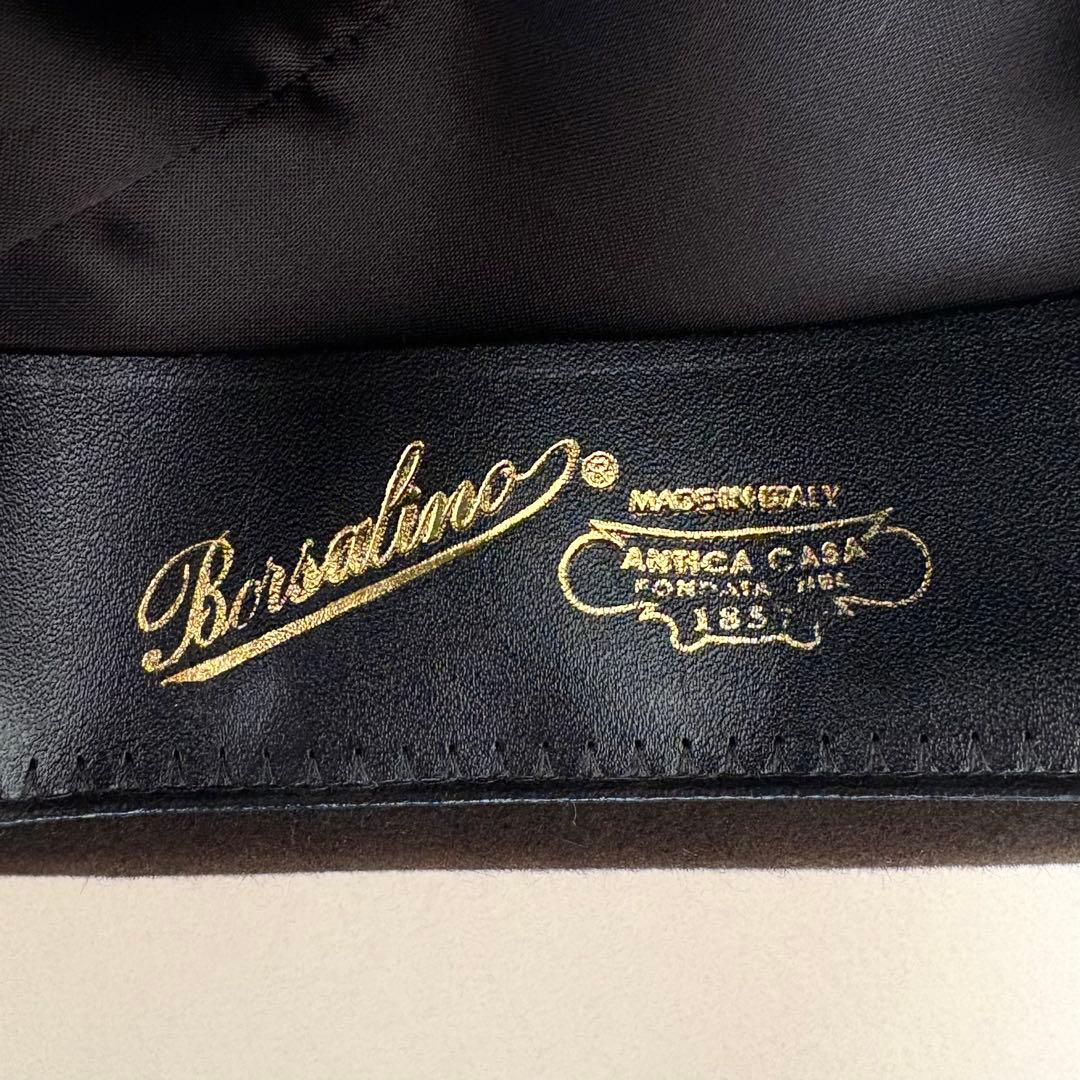 Borsalino®
MADE IN ITALY
ANTICA CASA
FONDATA NEL
1857